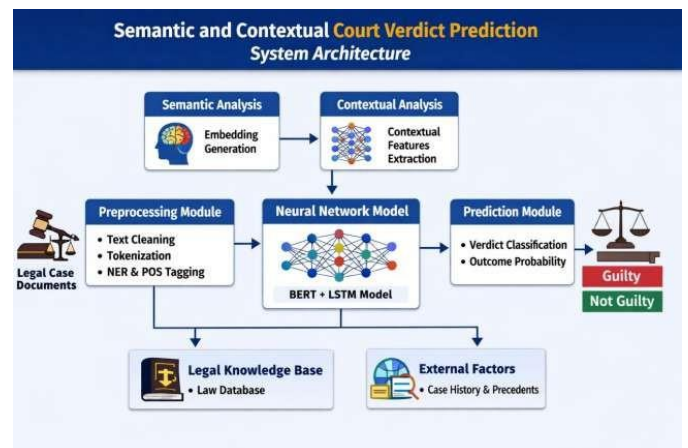 Semantic and Contextual Court Verdict Prediction
System Architecture
Semantic Analysis
Embedding
Generation
Contextual Analysis
Contextual
Features
Extraction
Legal Case
Documents
Preprocessing Module
• Text Cleaning
• Tokenization
• NER & POS Tagging
Neural Network Model
BERT + LSTM Model
Prediction Module
• Verdict Classification
• Outcome Probability
Guilty
Not Guilty
Legal Knowledge Base
• Law Database
External Factors
• Case History & Precedents